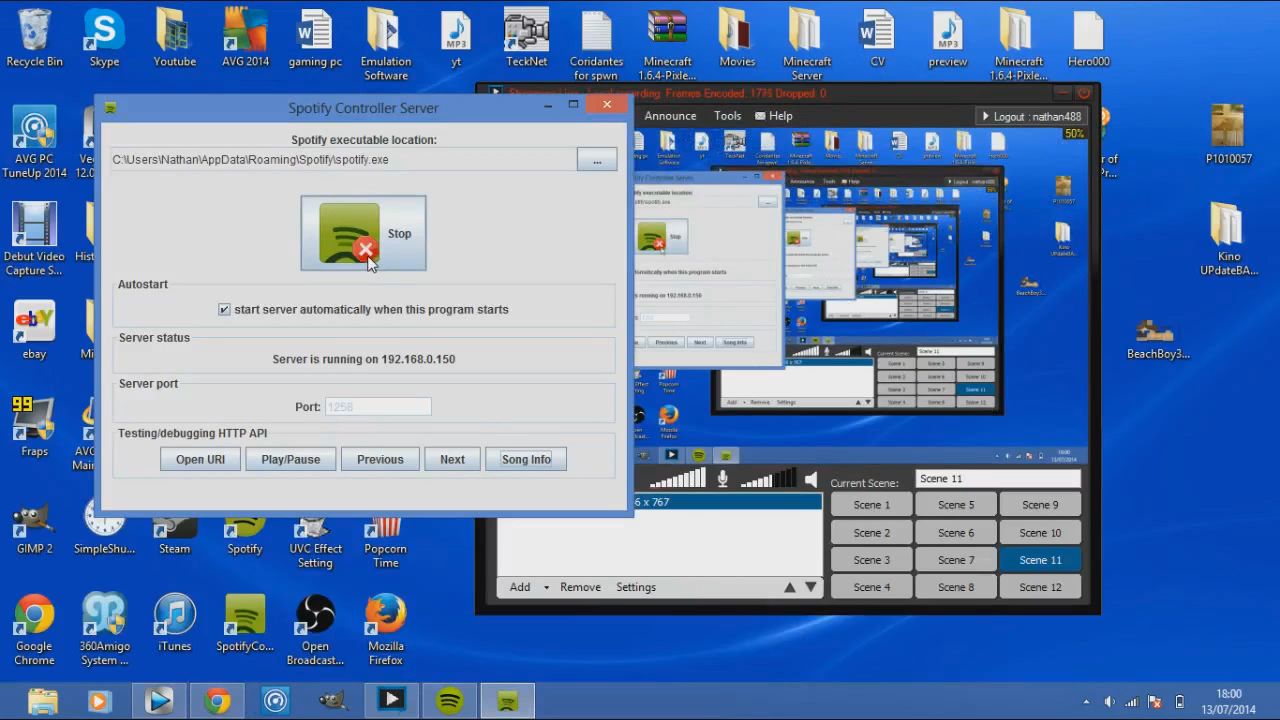 Recycle Bin
Skype
Youtube
AVG 2014
gaming pc
Emulation
Software
yt
TeckNet
Coridantes
for spwn
Minecraft
1.6.4-Pixle...
Movies
Minecraft
Server
CV
preview
Minecraft
1.6.4-Pixle...
Hero000
AVG PC
TuneUp 2014
Debut Video
Capture S...
ebay
Fraps
GIMP 2
SimpleShu...
Steam
Spotify
UVC Effect
Setting
Popcorn
Time
Google
Chrome
360Amigo
System ...
iTunes
SpotifyCo...
Open
Broadcast...
Mozilla
Firefox
P1010057
Kino
UPdateBA...
BeachBoy3...
Spotify Controller Server
Spotify executable location:
C:\Users\Nathan\AppData\Roaming\Spotify\spotify.exe
...
Stop
Autostart
start server automatically when this program starts
Server status
Server is running on 192.168.0.150
Server port
Port: 1258
Testing/debugging HTTP API
Open URI
Play/Pause
Previous
Next
Song Info
Frames Encoded: 1795 Dropped: 0
Announce
Tools
Help
Logout : nathan488
50%
6 x 767
Add
Remove
Settings
Current Scene:
Scene 11
Scene 1
Scene 5
Scene 9
Scene 2
Scene 6
Scene 10
Scene 3
Scene 7
Scene 11
Scene 4
Scene 8
Scene 12
18:00
13/07/2014